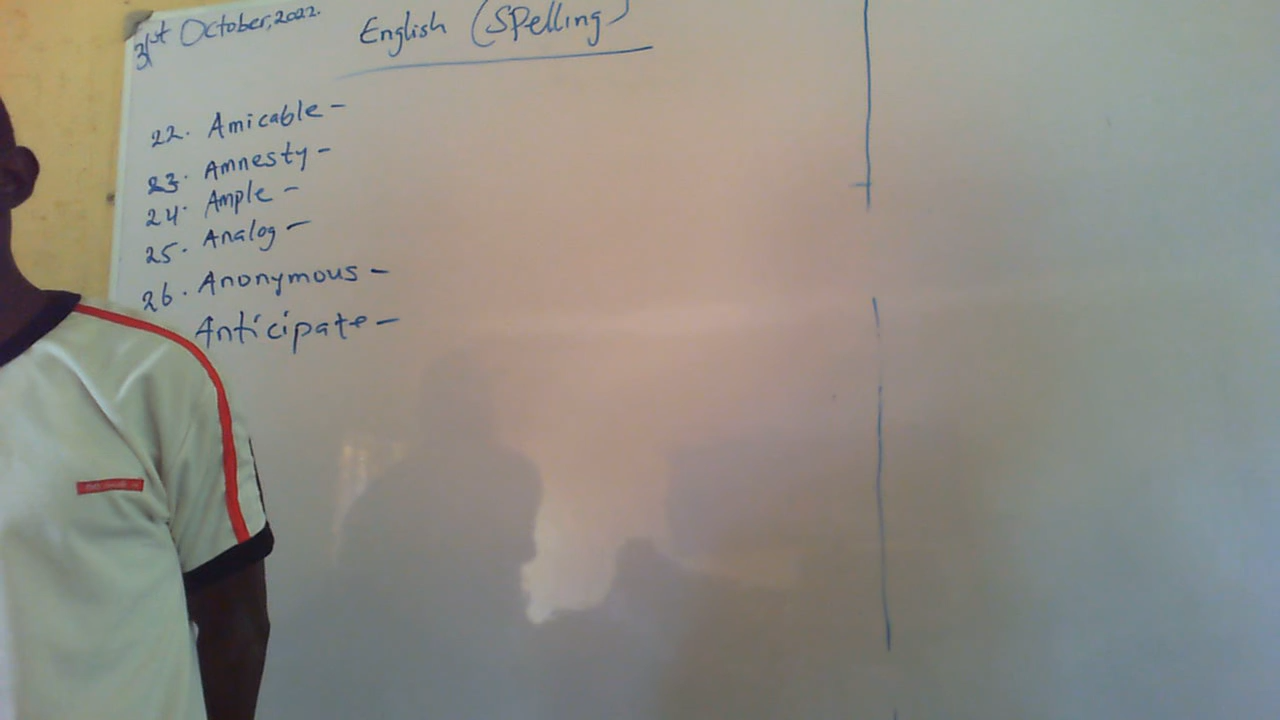 31st October, 2022.
English (Spelling)
22. Amicable -
23. Amnesty -
24. Ample -
25. Analog -
26. Anonymous -
Anticipate -